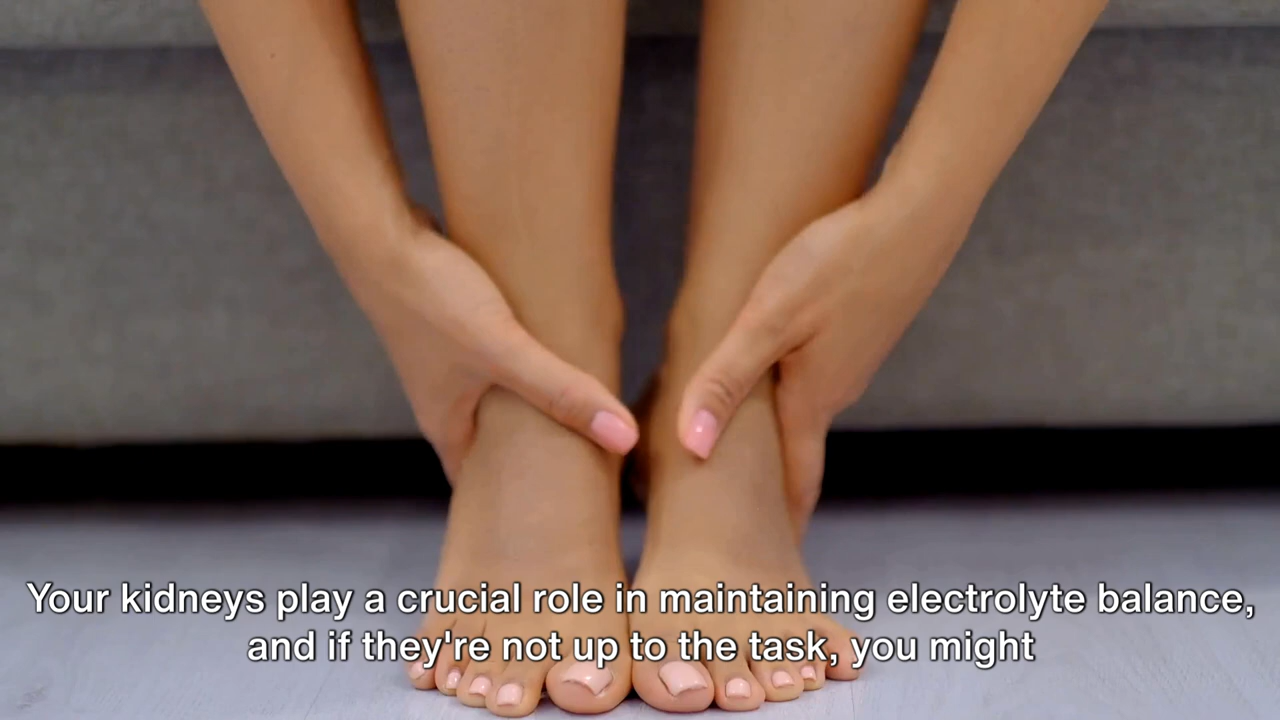 Your kidneys play a crucial role in maintaining electrolyte balance,
and if they're not up to the task, you might